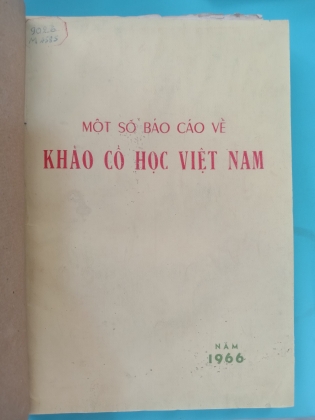 MỘT SỐ BÁO CÁO VỀ
KHẢO CỔ HỌC VIỆT NAM
NĂM
1966